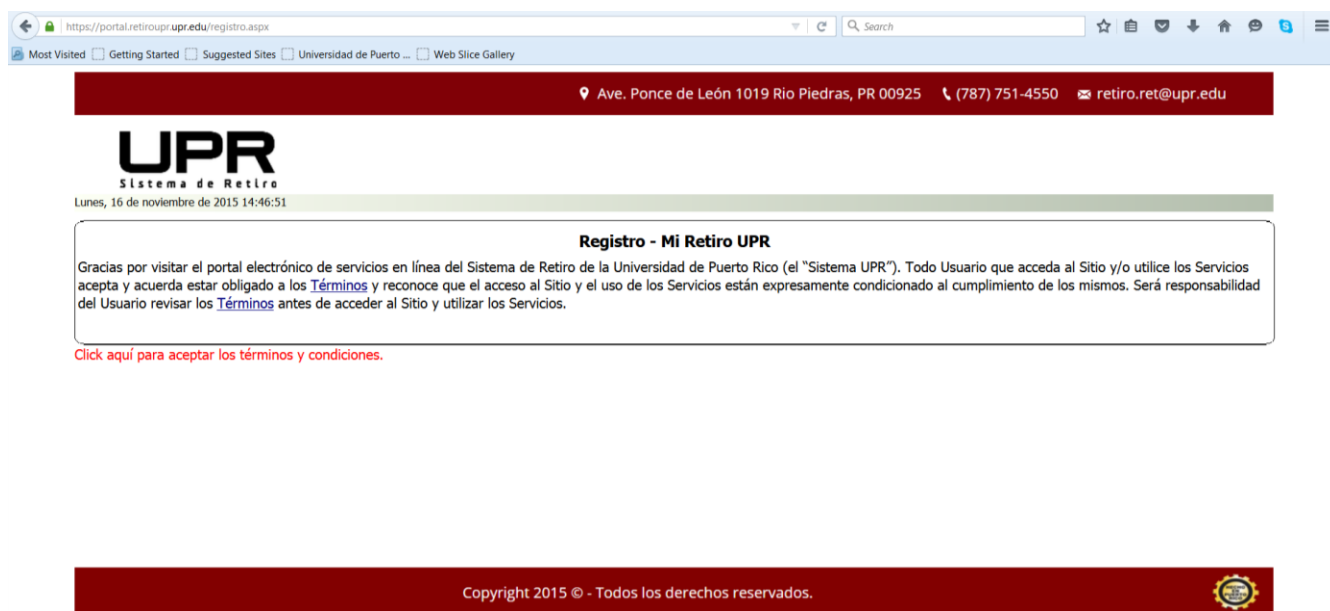 https://portal.retiroupr.upr.edu/registro.aspx
Search
Most Visited Getting Started Suggested Sites Universidad de Puerto ... Web Slice Gallery
Ave. Ponce de León 1019 Rio Piedras, PR 00925 (787) 751-4550 retiro.ret@upr.edu
UPR
Sistema de Retiro
Lunes, 16 de noviembre de 2015 14:46:51
Registro - Mi Retiro UPR
Gracias por visitar el portal electrónico de servicios en línea del Sistema de Retiro de la Universidad de Puerto Rico (el “Sistema UPR”). Todo Usuario que acceda al Sitio y/o utilice los Servicios
acepta y acuerda estar obligado a los Términos y reconoce que el acceso al Sitio y el uso de los Servicios están expresamente condicionado al cumplimiento de los mismos. Será responsabilidad
del Usuario revisar los Términos antes de acceder al Sitio y utilizar los Servicios.
Click aquí para aceptar los términos y condiciones.
Copyright 2015 © - Todos los derechos reservados.